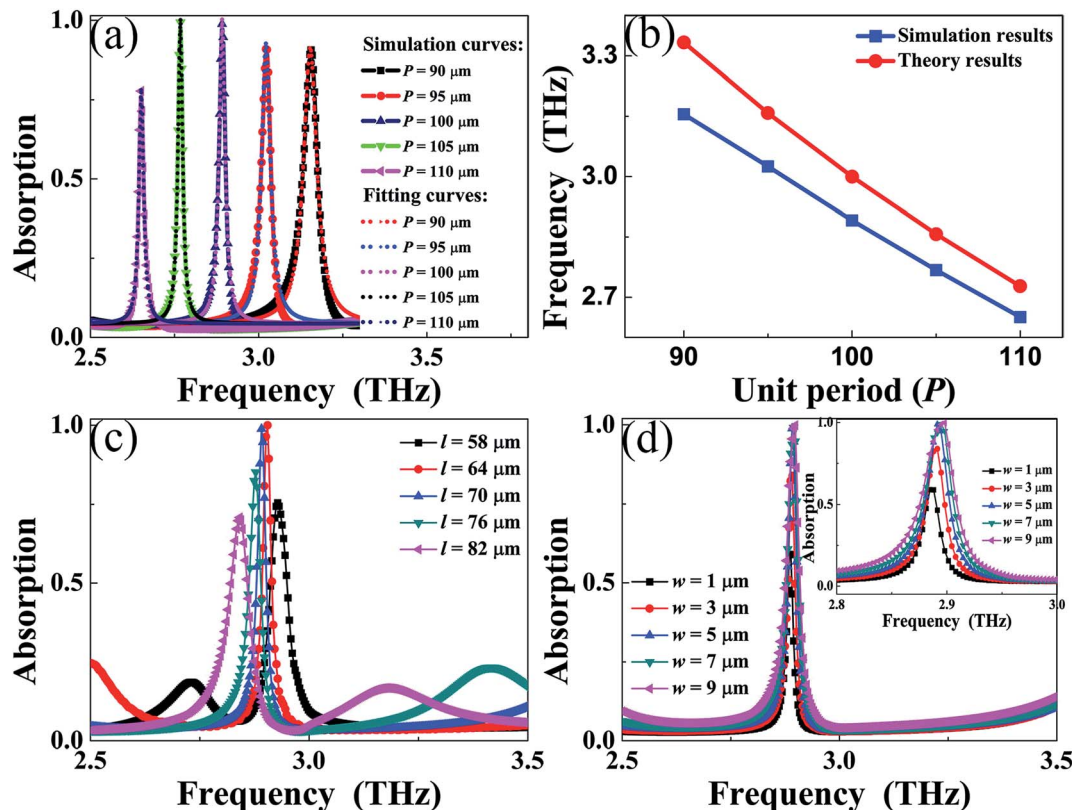 (a)
Absorption
1.0
0.5
0.0
2.5
3.0
3.5
Frequency (THz)
Simulation curves:
P = 90 μm
P = 95 μm
P = 100 μm
P = 105 μm
P = 110 μm
Fitting curves:
P = 90 μm
P = 95 μm
P = 100 μm
P = 105 μm
P = 110 μm
(b)
Frequency (THz)
3.3
3.0
2.7
90
100
110
Unit period (P)
Simulation results
Theory results
(c)
Absorption
1.0
0.5
0.0
2.5
3.0
3.5
Frequency (THz)
l = 58 μm
l = 64 μm
l = 70 μm
l = 76 μm
l = 82 μm
(d)
Absorption
1.0
0.5
0.0
2.5
3.0
3.5
Frequency (THz)
w = 1 μm
w = 3 μm
w = 5 μm
w = 7 μm
w = 9 μm
Absorption
1.0
0.5
0.0
2.8
2.9
3.0
Frequency (THz)
w = 1 μm
w = 3 μm
w = 5 μm
w = 7 μm
w = 9 μm